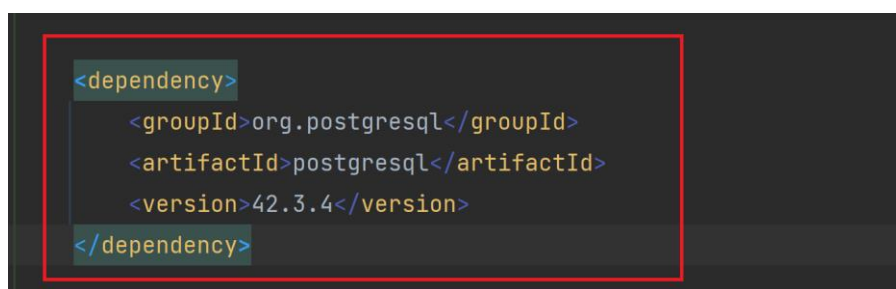 <dependency>
<groupId>org.postgresql</groupId>
<artifactId>postgresql</artifactId>
<version>42.3.4</version>
</dependency>